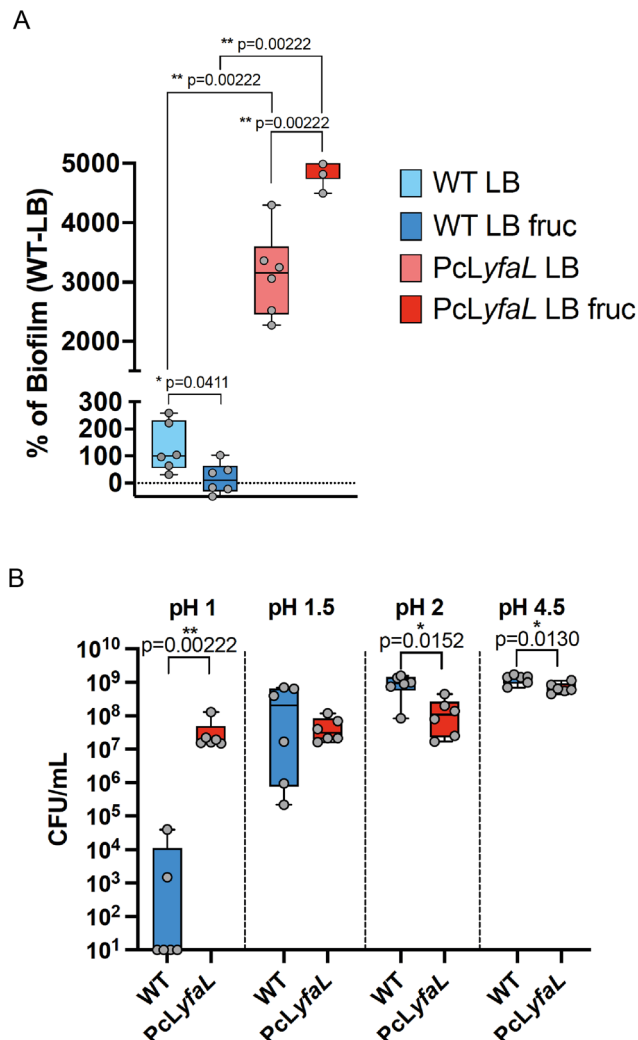 A
** p=0.00222
** p=0.00222
** p=0.00222
% of Biofilm (WT-LB)
5000
4000
3000
2000
* p=0.0411
300
200
100
0
WT LB
WT LB fruc
PcLyfaL LB
PcLyfaL LB fruc
B
pH 1 pH 1.5 pH 2 pH 4.5
** * *
p=0.00222 p=0.0152 p=0.0130
CFU/mL
10^10
10^9
10^8
10^7
10^6
10^5
10^4
10^3
10^2
10^1
WT PcLyfaL WT PcLyfaL WT PcLyfaL WT PcLyfaL